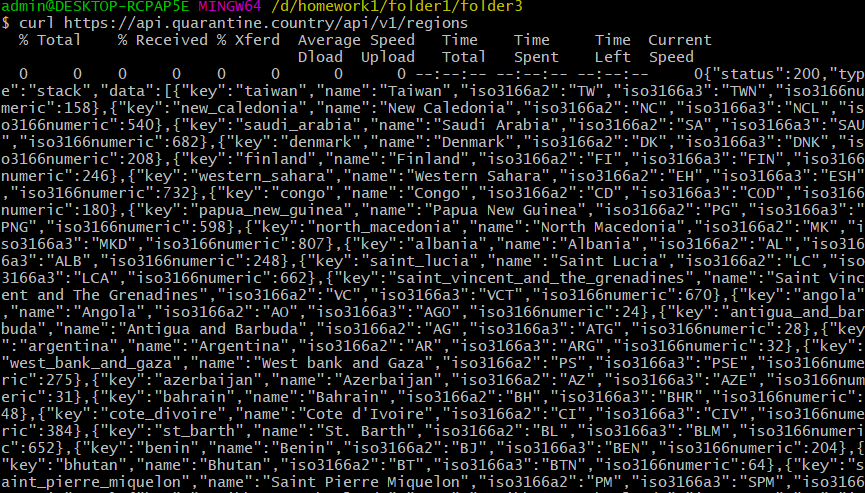 admin@DESKTOP-RCPAP5E MINGW64 /d/homework1/folder1/folder3
$ curl https://api.quarantine.country/api/v1/regions
  % Total    % Received % Xferd  Average Speed   Time    Time     Time  Current
                                 Dload  Upload   Total   Spent    Left  Speed
  0     0    0     0    0     0      0      0 --:--:-- --:--:-- --:--:--     0{"status":200,"typ
e":"stack","data":[{"key":"taiwan","name":"Taiwan","iso3166a2":"TW","iso3166a3":"TWN","iso3166nu
meric":158},{"key":"new_caledonia","name":"New Caledonia","iso3166a2":"NC","iso3166a3":"NCL","is
o3166numeric":540},{"key":"saudi_arabia","name":"Saudi Arabia","iso3166a2":"SA","iso3166a3":"SAU
","iso3166numeric":682},{"key":"denmark","name":"Denmark","iso3166a2":"DK","iso3166a3":"DNK","is
o3166numeric":208},{"key":"finland","name":"Finland","iso3166a2":"FI","iso3166a3":"FIN","iso3166
numeric":246},{"key":"western_sahara","name":"Western Sahara","iso3166a2":"EH","iso3166a3":"ESH"
,"iso3166numeric":732},{"key":"congo","name":"Congo","iso3166a2":"CD","iso3166a3":"COD","iso3166
numeric":180},{"key":"papua_new_guinea","name":"Papua New Guinea","iso3166a2":"PG","iso3166a3":"
PNG","iso3166numeric":598},{"key":"north_macedonia","name":"North Macedonia","iso3166a2":"MK","i
so3166a3":"MKD","iso3166numeric":807},{"key":"albania","name":"Albania","iso3166a2":"AL","iso316
6a3":"ALB","iso3166numeric":248},{"key":"saint_lucia","name":"Saint Lucia","iso3166a2":"LC","iso
3166a3":"LCA","iso3166numeric":662},{"key":"saint_vincent_and_the_grenadines","name":"Saint Vinc
ent and The Grenadines","iso3166a2":"VC","iso3166a3":"VCT","iso3166numeric":670},{"key":"angola"
,"name":"Angola","iso3166a2":"AO","iso3166a3":"AGO","iso3166numeric":24},{"key":"antigua_and_bar
buda","name":"Antigua and Barbuda","iso3166a2":"AG","iso3166a3":"ATG","iso3166numeric":28},{"key
":"argentina","name":"Argentina","iso3166a2":"AR","iso3166a3":"ARG","iso3166numeric":32},{"key":
"west_bank_and_gaza","name":"West bank and Gaza","iso3166a2":"PS","iso3166a3":"PSE","iso3166nume
ric":275},{"key":"azerbaijan","name":"Azerbaijan","iso3166a2":"AZ","iso3166a3":"AZE","iso3166num
eric":31},{"key":"bahrain","name":"Bahrain","iso3166a2":"BH","iso3166a3":"BHR","iso3166numeric":
48},{"key":"cote_divoire","name":"Cote d'Ivoire","iso3166a2":"CI","iso3166a3":"CIV","iso3166nume
ric":384},{"key":"st_barth","name":"St. Barth","iso3166a2":"BL","iso3166a3":"BLM","iso3166numeri
c":652},{"key":"benin","name":"Benin","iso3166a2":"BJ","iso3166a3":"BEN","iso3166numeric":204},{
"key":"bhutan","name":"Bhutan","iso3166a2":"BT","iso3166a3":"BTN","iso3166numeric":64},{"key":"s
aint_pierre_miquelon","name":"Saint Pierre Miquelon","iso3166a2":"PM","iso3166a3":"SPM","iso3166